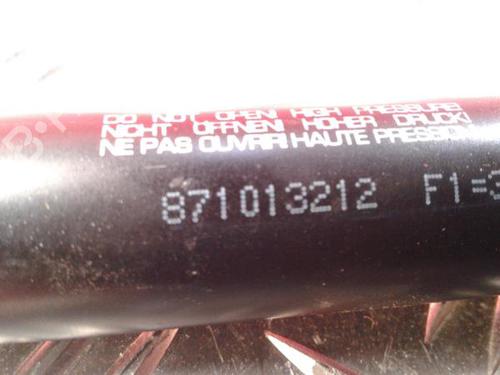 DO NOT OPEN! HIGH PRESSURE!
NICHT ÖFFNEN! HOHER DRUCK!
NE PAS OUVRIR! HAUTE PRESSION
871013212 F1=3